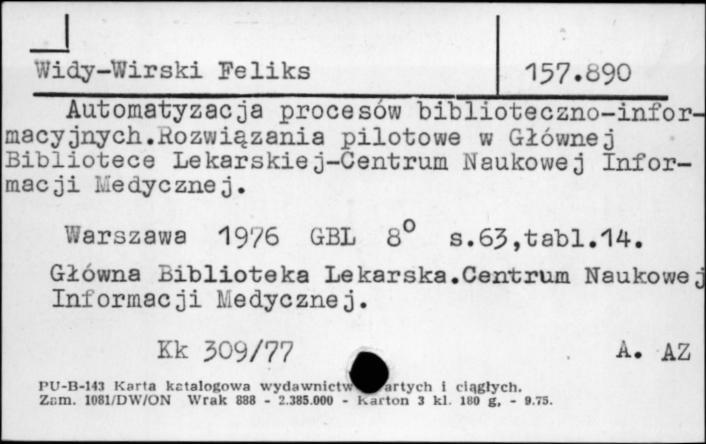 Widy-Wirski Feliks 157.890
Automatyzacja procesów biblioteczno-infor-
macyjnych.Rozwiązania pilotowe w Głównej
Bibliotece Lekarskiej-Centrum Naukowej Infor-
macji Medycznej.
Warszawa 1976 GBL 8° s.63,tabl.14.
Główna Biblioteka Lekarska.Centrum Naukowej
Informacji Medycznej.
Kk 309/77 A. AZ
PU-B-143 Karta katalogowa wydawnictw artych i ciągłych.
Zam. 1081/DW/ON Wrak 888 - 2.385.000 - Karton 3 kl. 180 g, - 9.75.